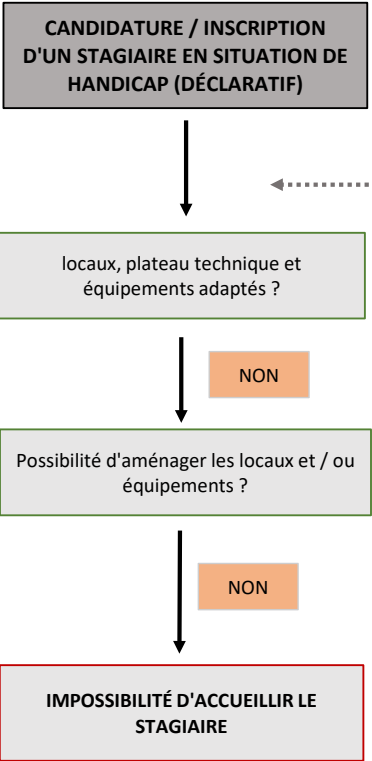 CANDIDATURE / INSCRIPTION
D'UN STAGIAIRE EN SITUATION DE
HANDICAP (DÉCLARATIF)
locaux, plateau technique et
équipements adaptés ?
NON
Possibilité d'aménager les locaux et / ou
équipements ?
NON
IMPOSSIBILITÉ D'ACCUEILLIR LE
STAGIAIRE